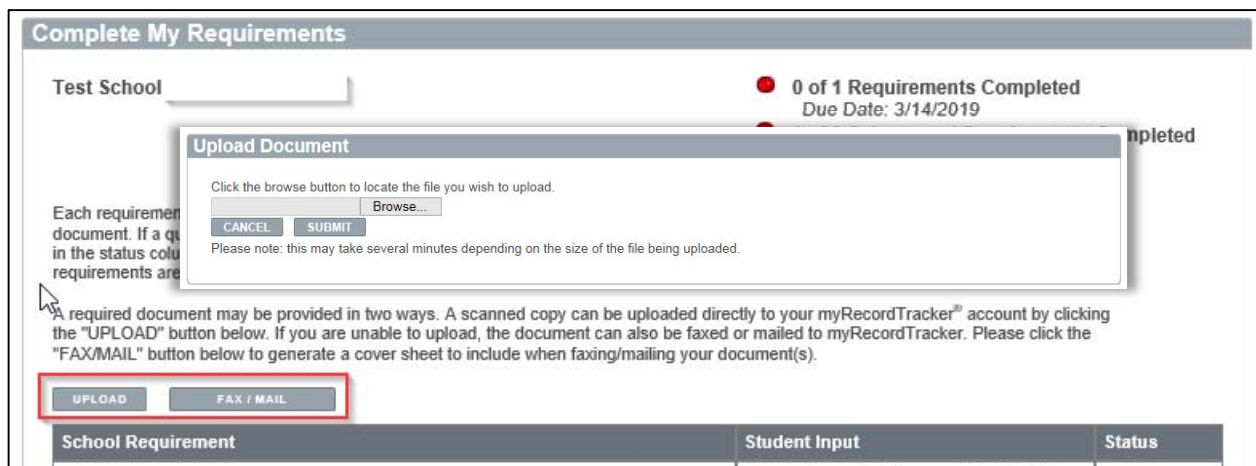 Complete My Requirements
Test School
0 of 1 Requirements Completed
Due Date: 3/14/2019
Upload Document
Click the browse button to locate the file you wish to upload.
Browse...
CANCEL SUBMIT
Please note: this may take several minutes depending on the size of the file being uploaded.
Each
document. If a
in the status
requirements are
A required document may be provided in two ways. A scanned copy can be uploaded directly to your myRecordTracker® account by clicking
the "UPLOAD" button below. If you are unable to upload, the document can also be faxed or mailed to myRecordTracker. Please click the
"FAX/MAIL" button below to generate a cover sheet to include when faxing/mailing your document(s).
UPLOAD FAX / MAIL
School Requirement Student Input Status